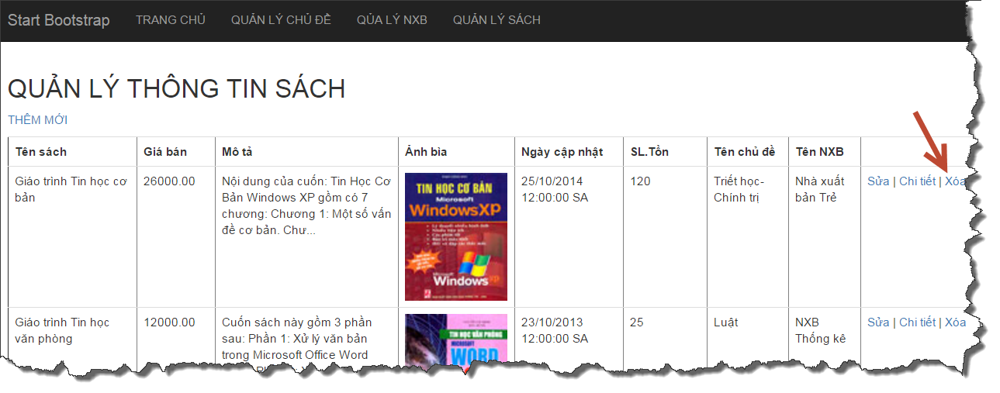 Start Bootstrap TRANG CHỦ QUẢN LÝ CHỦ ĐỀ QỦA LÝ NXB QUẢN LÝ SÁCH
QUẢN LÝ THÔNG TIN SÁCH
THÊM MỚI
Tên sách Giá bán Mô tả Ảnh bìa Ngày cập nhật SL.Tồn Tên chủ đề Tên NXB
Giáo trình Tin học cơ
bản
26000.00
Nội dung của cuốn: Tin Học Cơ
Bản Windows XP gồm có 7
chương: Chương 1: Một số vấn
đề cơ bản. Chư...
TIN HỌC CƠ BẢN
Microsoft
WindowsXP
Microsoft
Windowsxp
25/10/2014
12:00:00 SA
120
Triết học-
Chính trị
Nhà xuất
bản Trẻ
Sửa | Chi tiết | Xóa
Giáo trình Tin học
văn phòng
12000.00
Cuốn sách này gồm 3 phần
sau: Phần 1: Xử lý văn bản
trong Microsoft Office Word
TIN HỌC VĂN PHÒNG
MICROSOFT
WORD
23/10/2013
12:00:00 SA
25
Luật
NXB
Thống kê
Sửa | Chi tiết | Xóa